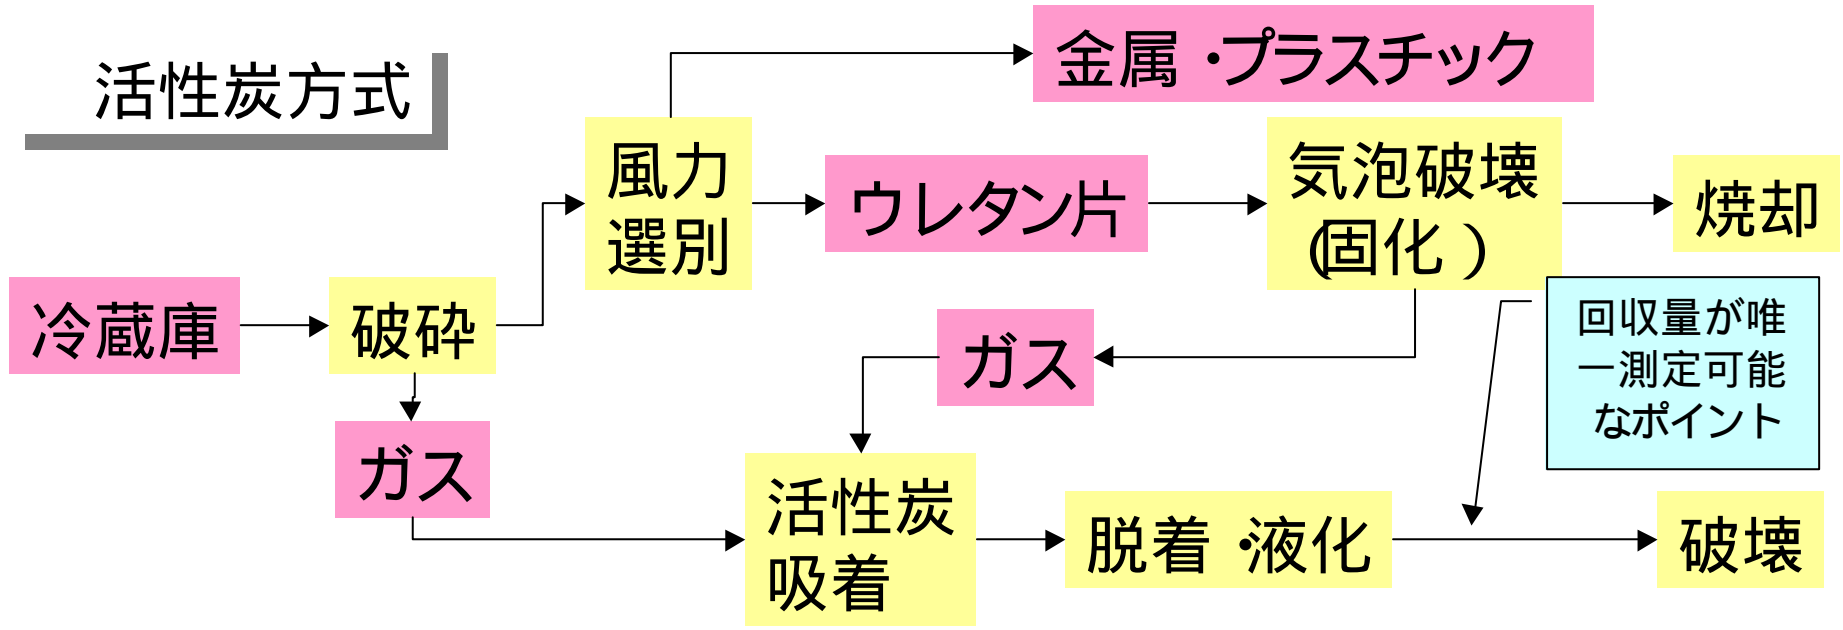 活性炭方式
金属・プラスチック
風力
選別
ウレタン片
気泡破壊
(固化)
焼却
冷蔵庫
破砕
ガス
回収量が唯
一測定可能
なポイント
ガス
活性炭
吸着
脱着・液化
破壊